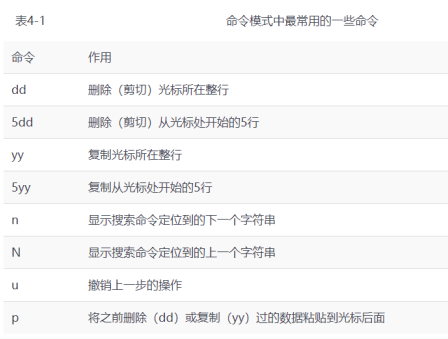 表4-1 命令模式中最常用的一些命令
命令 作用
dd 删除（剪切）光标所在整行
5dd 删除（剪切）从光标处开始的5行
yy 复制光标所在整行
5yy 复制从光标处开始的5行
n 显示搜索命令定位到的下一个字符串
N 显示搜索命令定位到的上一个字符串
u 撤销上一步的操作
p 将之前删除（dd）或复制（yy）过的数据粘贴到光标后面